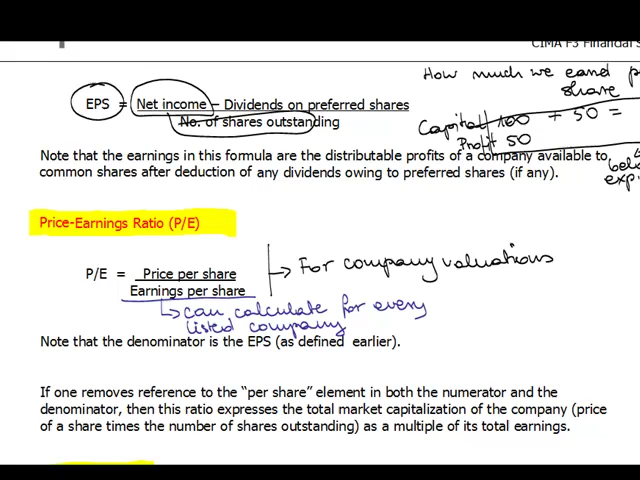 CIMA F3 Financial S
How much we earnd p
share
EPS = Net income – Dividends on preferred shares
No. of shares outstanding
Capital 100 + 50 =
Profit 50
Note that the earnings in this formula are the distributable profits of a company available to
common shares after deduction of any dividends owing to preferred shares (if any).
belo
exp
Price-Earnings Ratio (P/E)
P/E = Price per share
Earnings per share
For company valuations
can calculate for every
listed company
Note that the denominator is the EPS (as defined earlier).
If one removes reference to the “per share” element in both the numerator and the
denominator, then this ratio expresses the total market capitalization of the company (price
of a share times the number of shares outstanding) as a multiple of its total earnings.